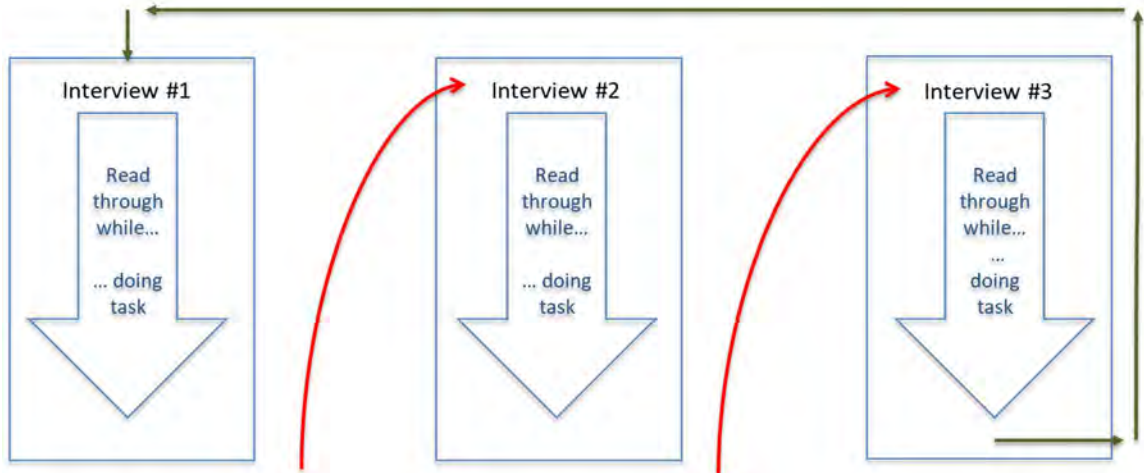 Interview #1
Read
through
while...
... doing
task
Interview #2
Read
through
while...
... doing
task
Interview #3
Read
through
while...
...
doing
task